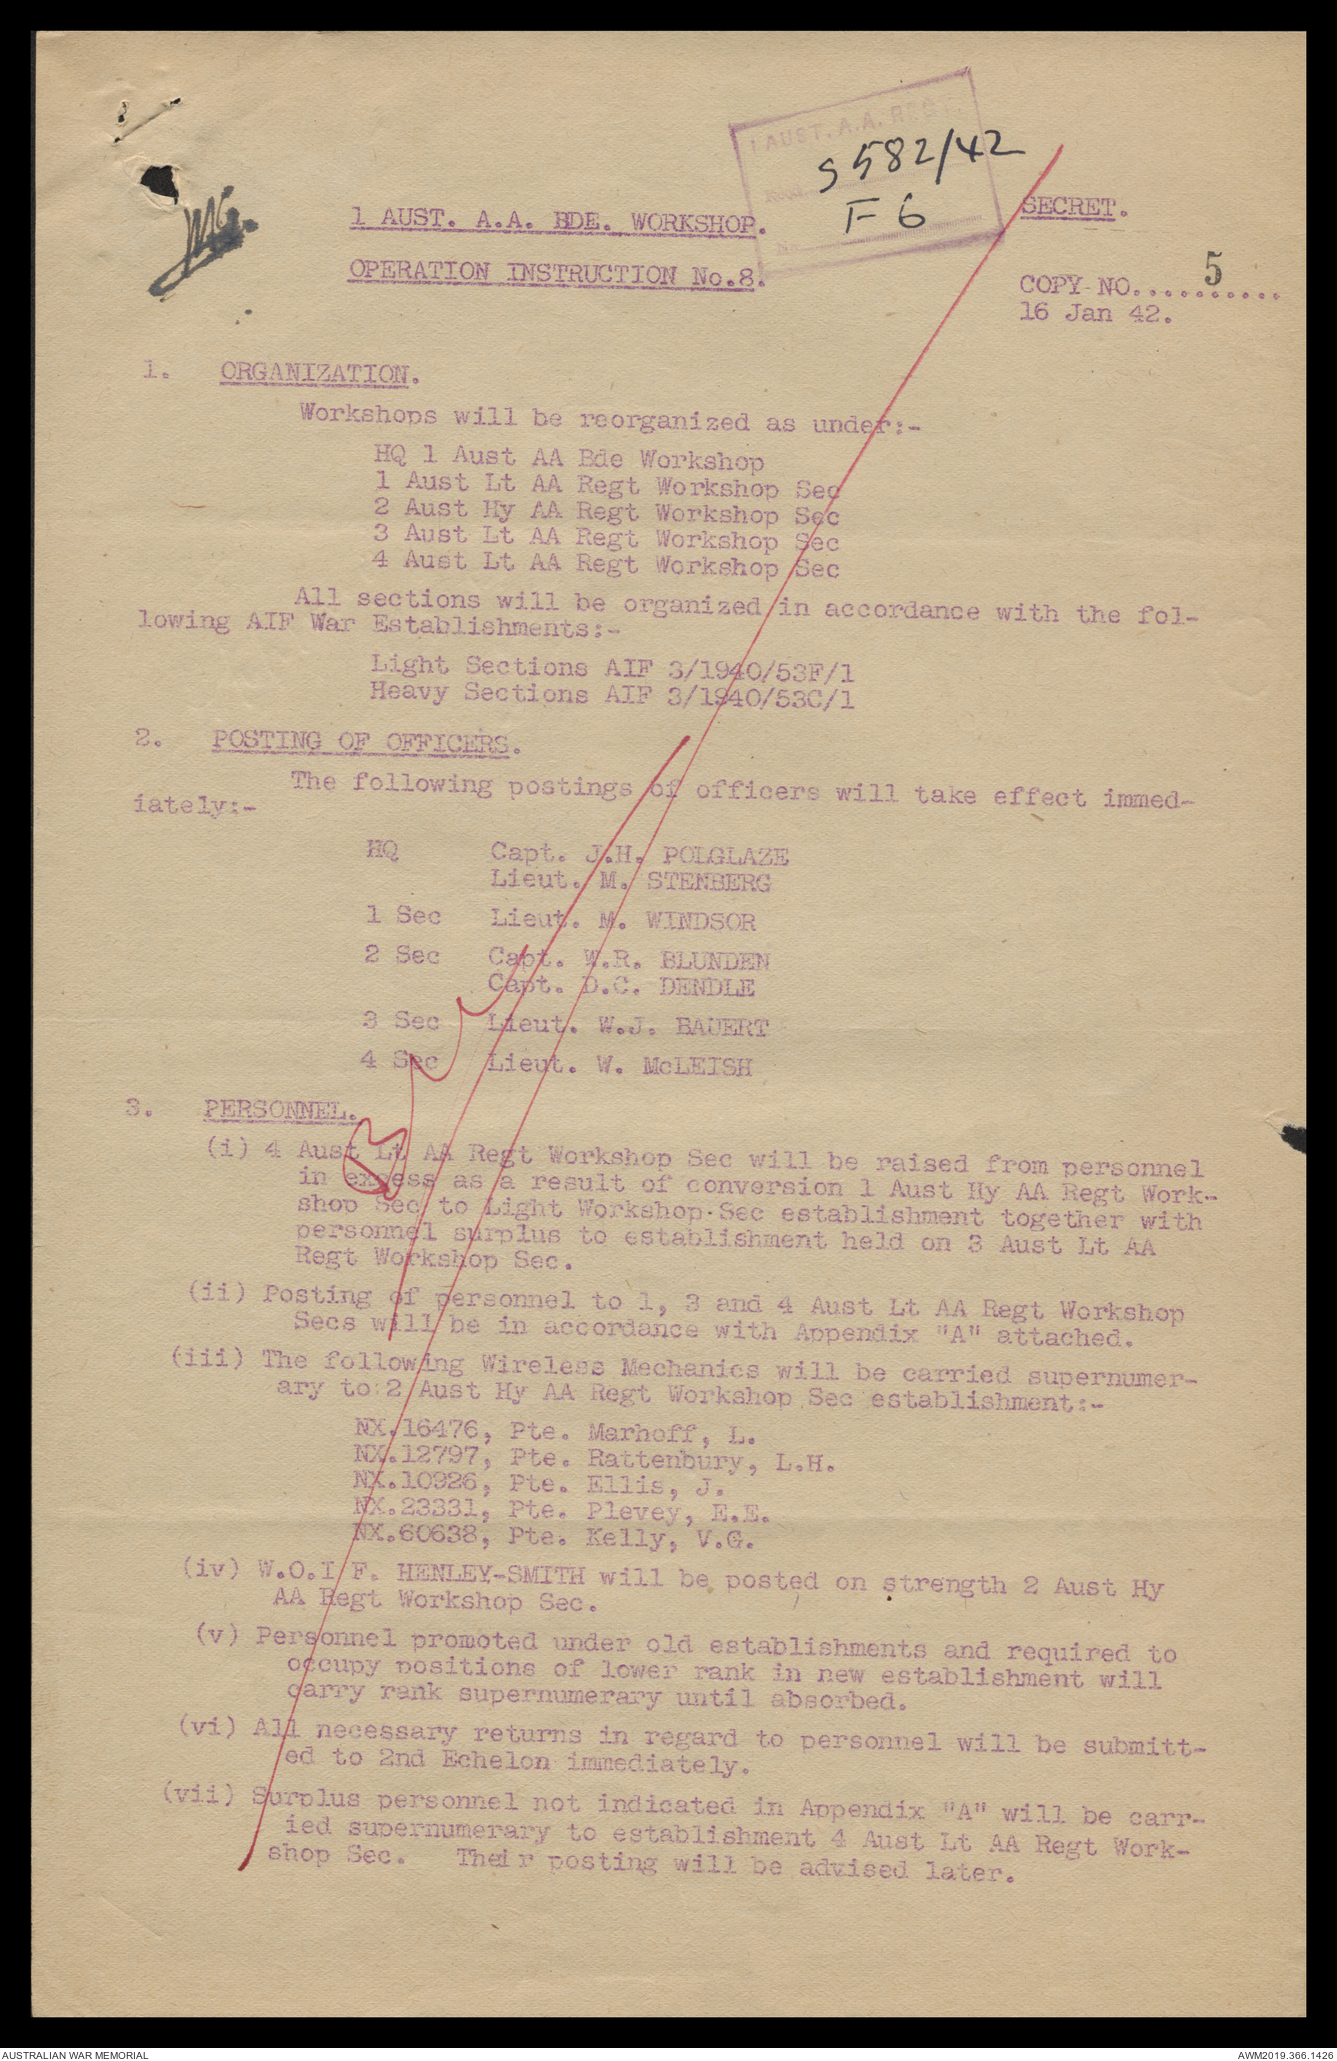 1 AUST. A.A. REGT.
S 582/42
F 6
1 AUST. A.A. BDE. WORKSHOP.
SECRET.
OPERATION INSTRUCTION No.8.
COPY NO. 5
16 Jan 42.
1. ORGANIZATION.
Workshops will be reorganized as under:-
HQ 1 Aust AA Bde Workshop
1 Aust Lt AA Regt Workshop Sec
2 Aust Hy AA Regt Workshop Sec
3 Aust Lt AA Regt Workshop Sec
4 Aust Lt AA Regt Workshop Sec
All sections will be organized in accordance with the fol-
lowing AIF War Establishments:-
Light Sections AIF 3/1940/53F/1
Heavy Sections AIF 3/1940/53C/1
2. POSTING OF OFFICERS.
The following postings of officers will take effect immed-
iately:-
HQ Capt. J.H. POLGLAZE
Lieut. M. STENBERG
1 Sec Lieut. M. WINDSOR
2 Sec Capt. W.R. BLUNDEN
Capt. D.C. DENDLE
3 Sec Lieut. W.J. BAUERT
4 Sec Lieut. W. McLEISH
3. PERSONNEL.
(i) 4 Aust Lt AA Regt Workshop Sec will be raised from personnel
in excess as a result of conversion 1 Aust Hy AA Regt Work-
shop Sec to Light Workshop Sec establishment together with
personnel surplus to establishment held on 3 Aust Lt AA
Regt Workshop Sec.
(ii) Posting of personnel to 1, 3 and 4 Aust Lt AA Regt Workshop
Secs will be in accordance with Appendix "A" attached.
(iii) The following Wireless Mechanics will be carried supernumer-
ary to 2 Aust Hy AA Regt Workshop Sec establishment:-
NX.16476, Pte. Marhoff, L.
NX.12797, Pte. Rattenbury, L.H.
NX.10926, Pte. Ellis, J.
NX.23331, Pte. Plevey, E.E.
NX.60638, Pte. Kelly, V.G.
(iv) W.O.I F. HENLEY-SMITH will be posted on strength 2 Aust Hy
AA Regt Workshop Sec.
(v) Personnel promoted under old establishments and required to
occupy positions of lower rank in new establishment will
carry rank supernumerary until absorbed.
(vi) All necessary returns in regard to personnel will be submitt-
ed to 2nd Echelon immediately.
(vii) Surplus personnel not indicated in Appendix "A" will be carr-
ied supernumerary to establishment 4 Aust Lt AA Regt Work-
shop Sec. Their posting will be advised later.
AUSTRALIAN WAR MEMORIAL
AWM2019.366.1426